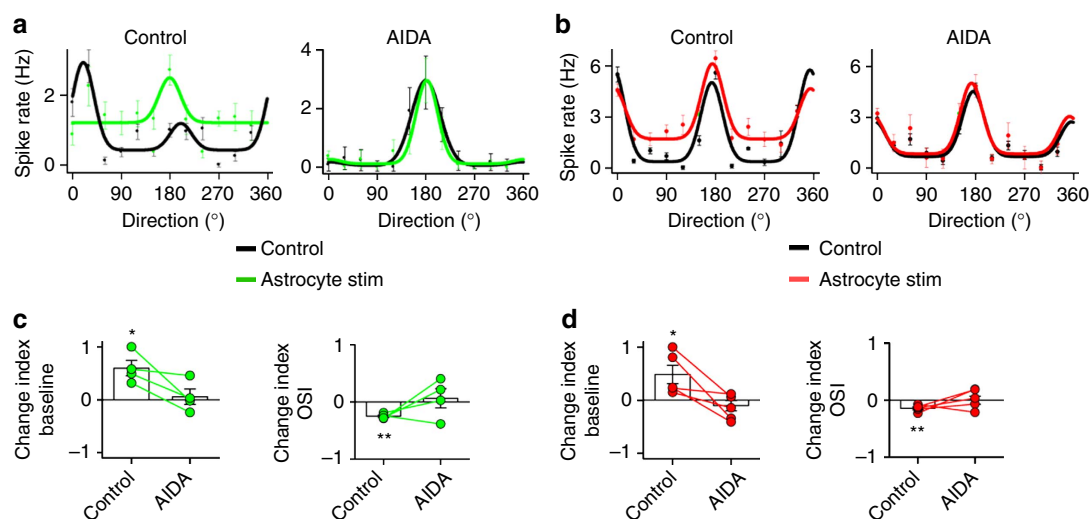 a
Control
AIDA
Spike rate (Hz)
2
0
0 90 180 270 360
Direction (°)
4
2
0
0 90 180 270 360
Direction (°)
Control
Astrocyte stim
b
Control
AIDA
Spike rate (Hz)
6
3
0
0 90 180 270 360
Direction (°)
6
3
0
0 90 180 270 360
Direction (°)
Control
Astrocyte stim
c
Change index
baseline
1
0
−1
*
Control
AIDA
Change index
OSI
1
0
−1
**
Control
AIDA
d
Change index
baseline
1
0
−1
*
Control
AIDA
Change index
OSI
1
0
−1
**
Control
AIDA